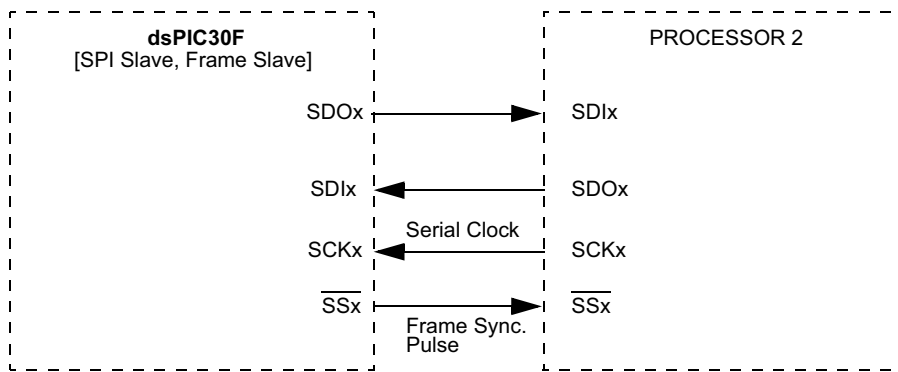 dsPIC30F
[SPI Slave, Frame Slave]
PROCESSOR 2
SDOx
SDIx
SDIx
SDOx
Serial Clock
SCKx
SCKx
SSx
SSx
Frame Sync.
Pulse